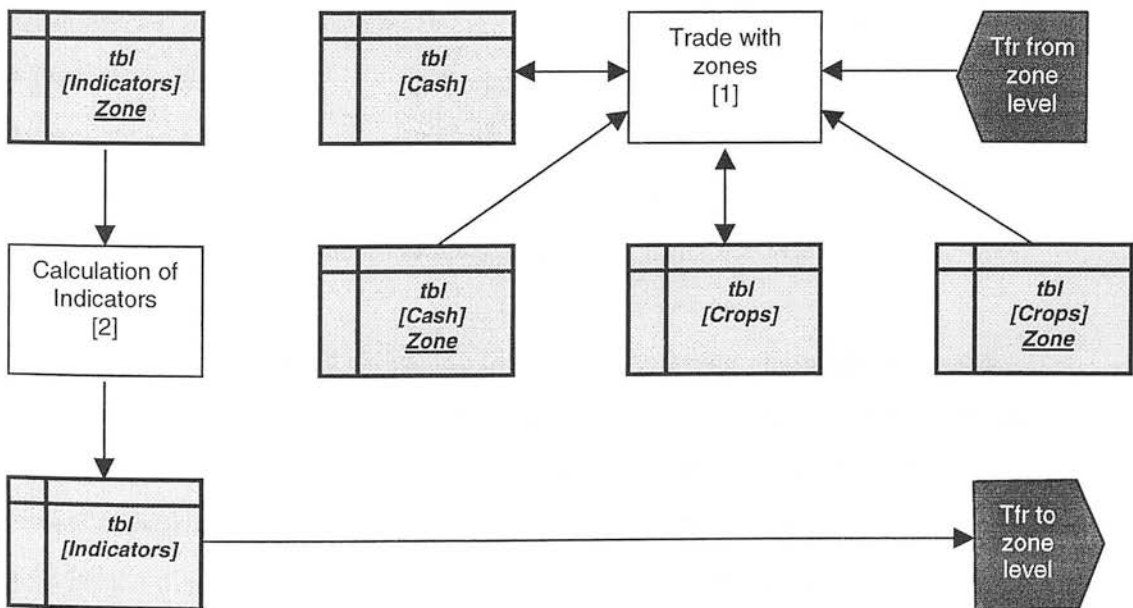 tbl
[Indicators]
Zone
tbl
[Cash]
Trade with
zones
[1]
Tfr from
zone
level
Calculation of
Indicators
[2]
tbl
[Cash]
Zone
tbl
[Crops]
tbl
[Crops]
Zone
tbl
[Indicators]
Tfr to
zone
level